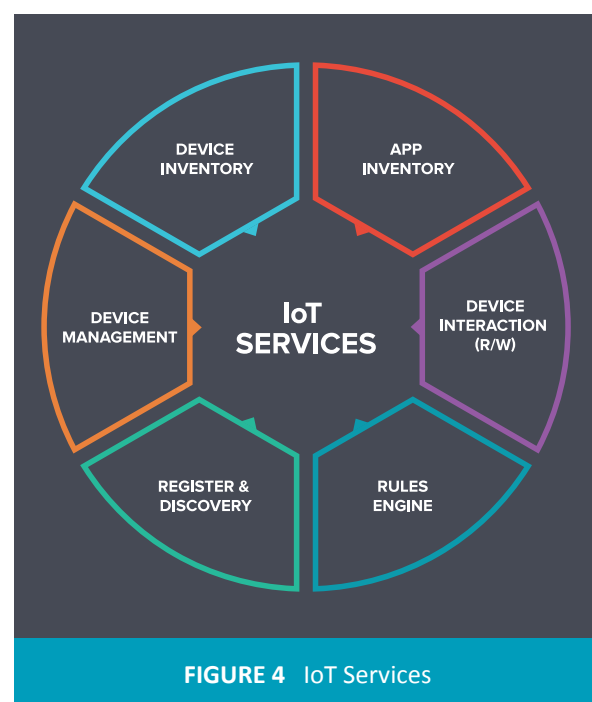 DEVICE
INVENTORY
APP
INVENTORY
DEVICE
MANAGEMENT
IoT
SERVICES
DEVICE
INTERACTION
(R/W)
REGISTER &
DISCOVERY
RULES
ENGINE
FIGURE 4 IoT Services